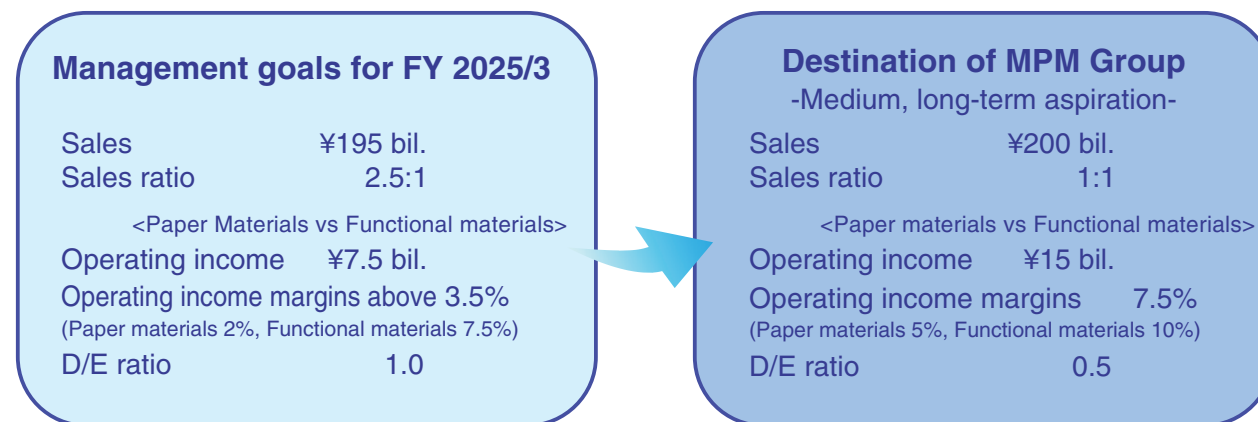 Management goals for FY 2025/3
Sales ¥195 bil.
Sales ratio 2.5:1
<Paper Materials vs Functional materials>
Operating income ¥7.5 bil.
Operating income margins above 3.5%
(Paper materials 2%, Functional materials 7.5%)
D/E ratio 1.0
Destination of MPM Group
-Medium, long-term aspiration-
Sales ¥200 bil.
Sales ratio 1:1
<Paper materials vs Functional materials>
Operating income ¥15 bil.
Operating income margins 7.5%
(Paper materials 5%, Functional materials 10%)
D/E ratio 0.5